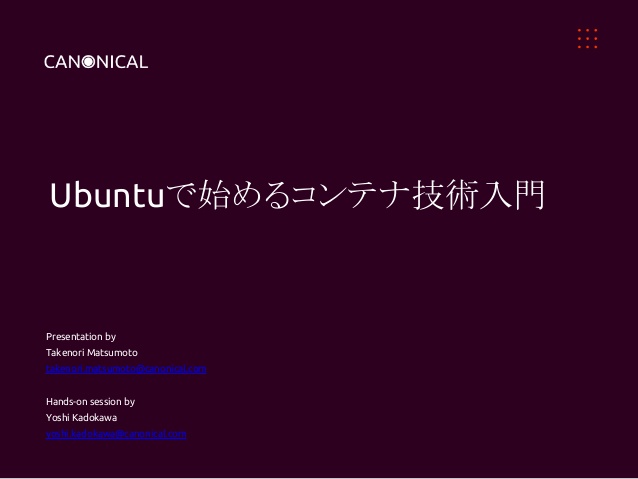 CANONICAL
Ubuntuで始めるコンテナ技術入門
Presentation by
Takenori Matsumoto
takenori.matsumoto@canonical.com
Hands-on session by
Yoshi Kadokawa
yoshi.kadokawa@canonical.com